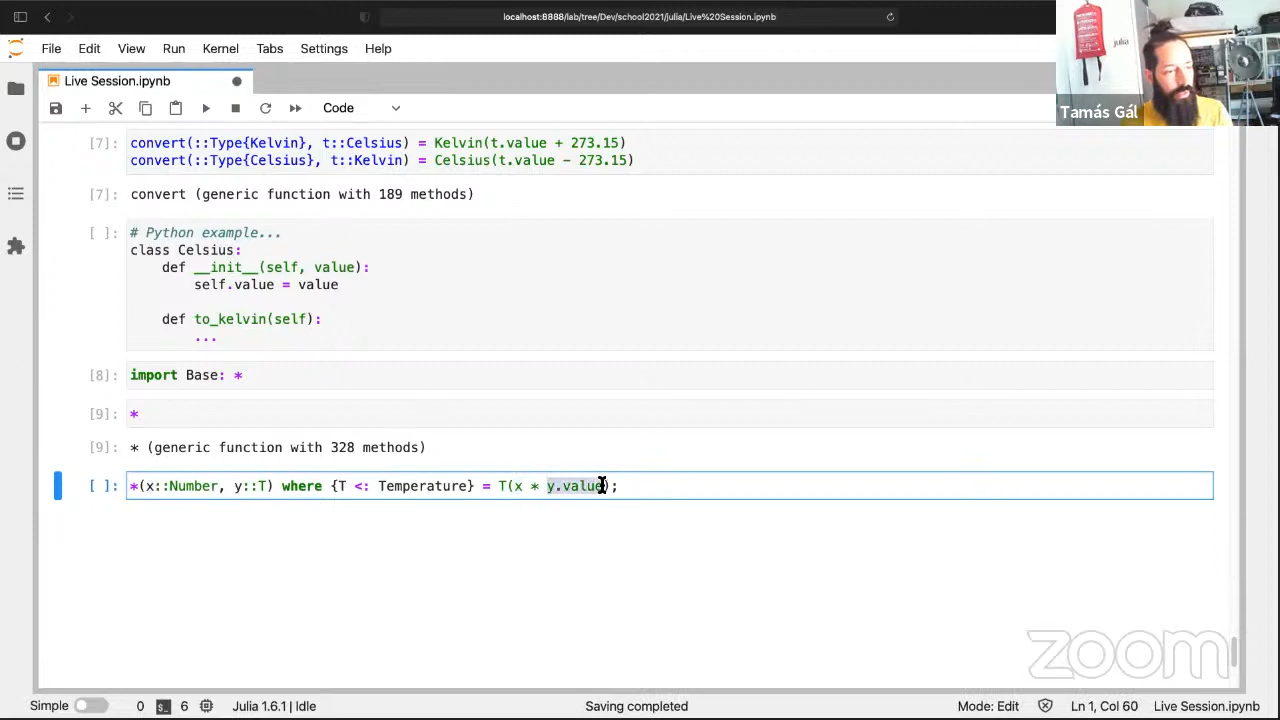 localhost:8888/lab/tree/Dev/school2021/julia/Live%20Session.ipynb
File Edit View Run Kernel Tabs Settings Help
Live Session.ipynb
Code
julia
Tamás Gál
[7]: convert(::Type{Kelvin}, t::Celsius) = Kelvin(t.value + 273.15)
convert(::Type{Celsius}, t::Kelvin) = Celsius(t.value - 273.15)
[7]: convert (generic function with 189 methods)
[ ]: # Python example...
class Celsius:
def __init__(self, value):
self.value = value
def to_kelvin(self):
...
[8]: import Base: *
[9]: *
[9]: * (generic function with 328 methods)
[ ]: *(x::Number, y::T) where {T <: Temperature} = T(x * y.value);
zoom
Simple 0 6 Julia 1.6.1 | Idle Saving completed Mode: Edit Ln 1, Col 60 Live Session.ipynb